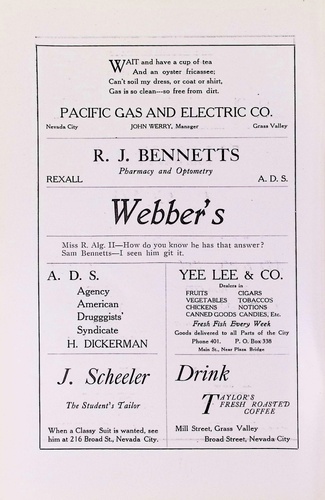 WAIT and have a cup of tea
And an oyster fricassee;
Can't soil my dress, or coat or shirt,
Gas is clean---so free from dirt.
PACIFIC GAS AND ELECTRIC CO.
Nevada City JOHN WERRY, Manager Grass Valley
R. J. BENNETTS
Pharmacy and Optometry
REXALL A. D. S.
Webber's
Miss R. Alg. II—How do you know he has that answer?
Sam Bennetts—I seen him git it.
A. D. S.
Agency
American
Drugggists'
Syndicate
H. DICKERMAN
YEE LEE & CO.
Dealers in
FRUITS CIGARS
VEGETABLES TOBACCOS
CHICKENS NOTIONS
CANNED GOODS CANDIES, Etc.
Fresh Fish Every Week
Goods delivered to all Parts of the City
Phone 401. P. O. Box 338
Main St., Near Plaza Bridge
J. Scheeler
The Student's Tailor
When a Classy Suit is wanted, see
him at 216 Broad St., Nevada City.
Drink
TAYLOR'S
FRESH ROASTED
COFFEE
Mill Street, Grass Valley
Broad Street, Nevada City